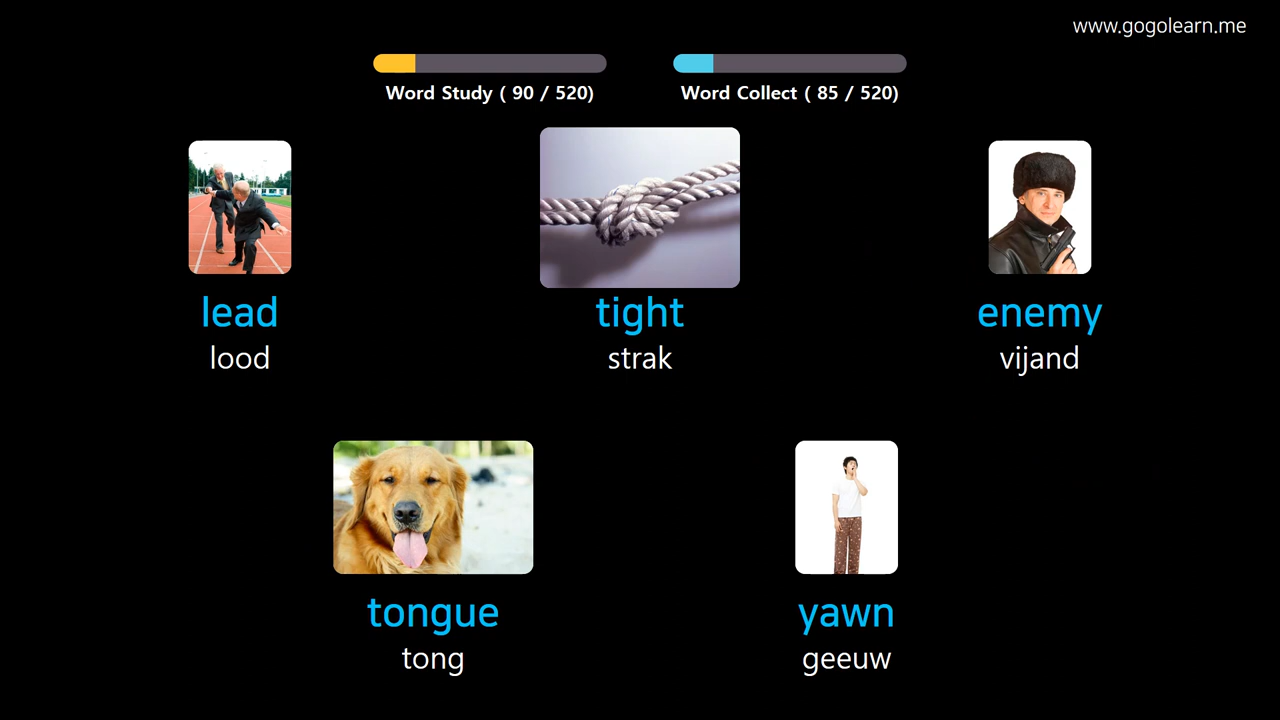 www.gogolearn.me
Word Study ( 90 / 520)
Word Collect ( 85 / 520)
lead
lood
tight
strak
enemy
vijand
tongue
tong
yawn
geeuw